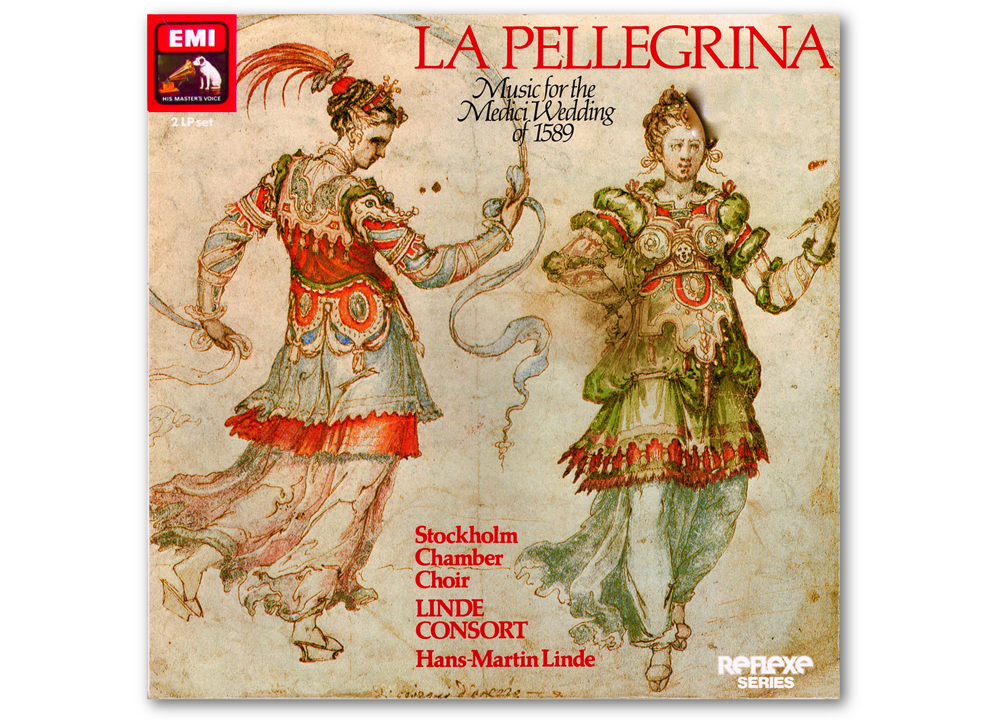 EMI
HIS MASTER'S VOICE
2 LP set
LA PELLEGRINA
Music for the
Medici Wedding
of 1589
Stockholm
Chamber
Choir
LINDE
CONSORT
Hans-Martin Linde
REFLEXE
SERIES